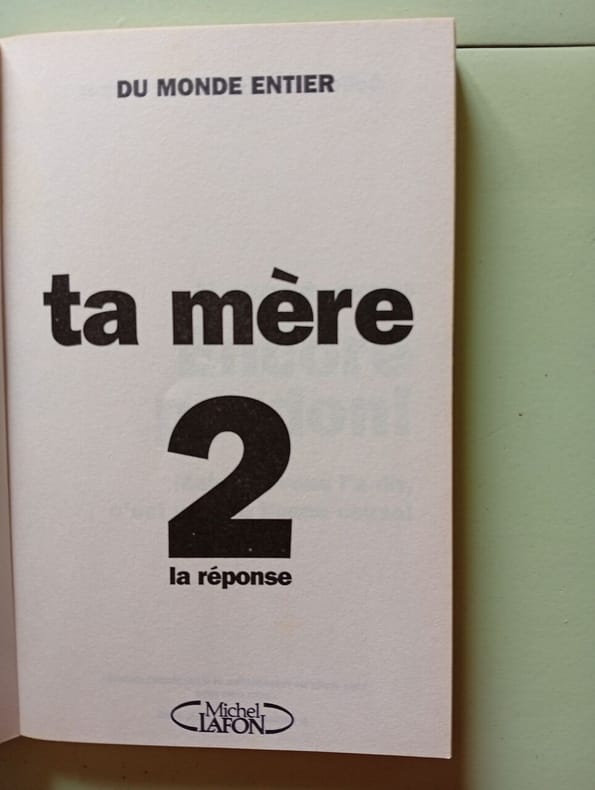 DU MONDE ENTIER
ta mère
2
la réponse
Michel
LAFON